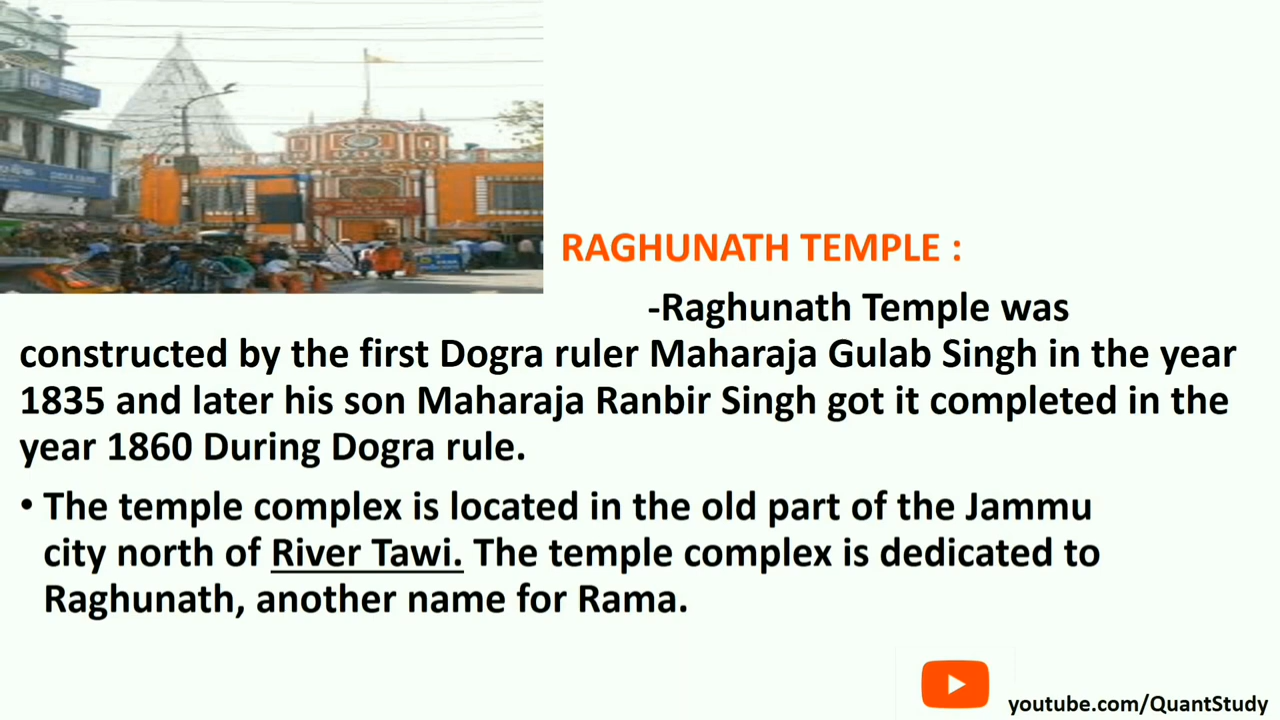 RAGHUNATH TEMPLE :
-Raghunath Temple was
constructed by the first Dogra ruler Maharaja Gulab Singh in the year
1835 and later his son Maharaja Ranbir Singh got it completed in the
year 1860 During Dogra rule.
• The temple complex is located in the old part of the Jammu
city north of River Tawi. The temple complex is dedicated to
Raghunath, another name for Rama.
youtube.com/QuantStudy